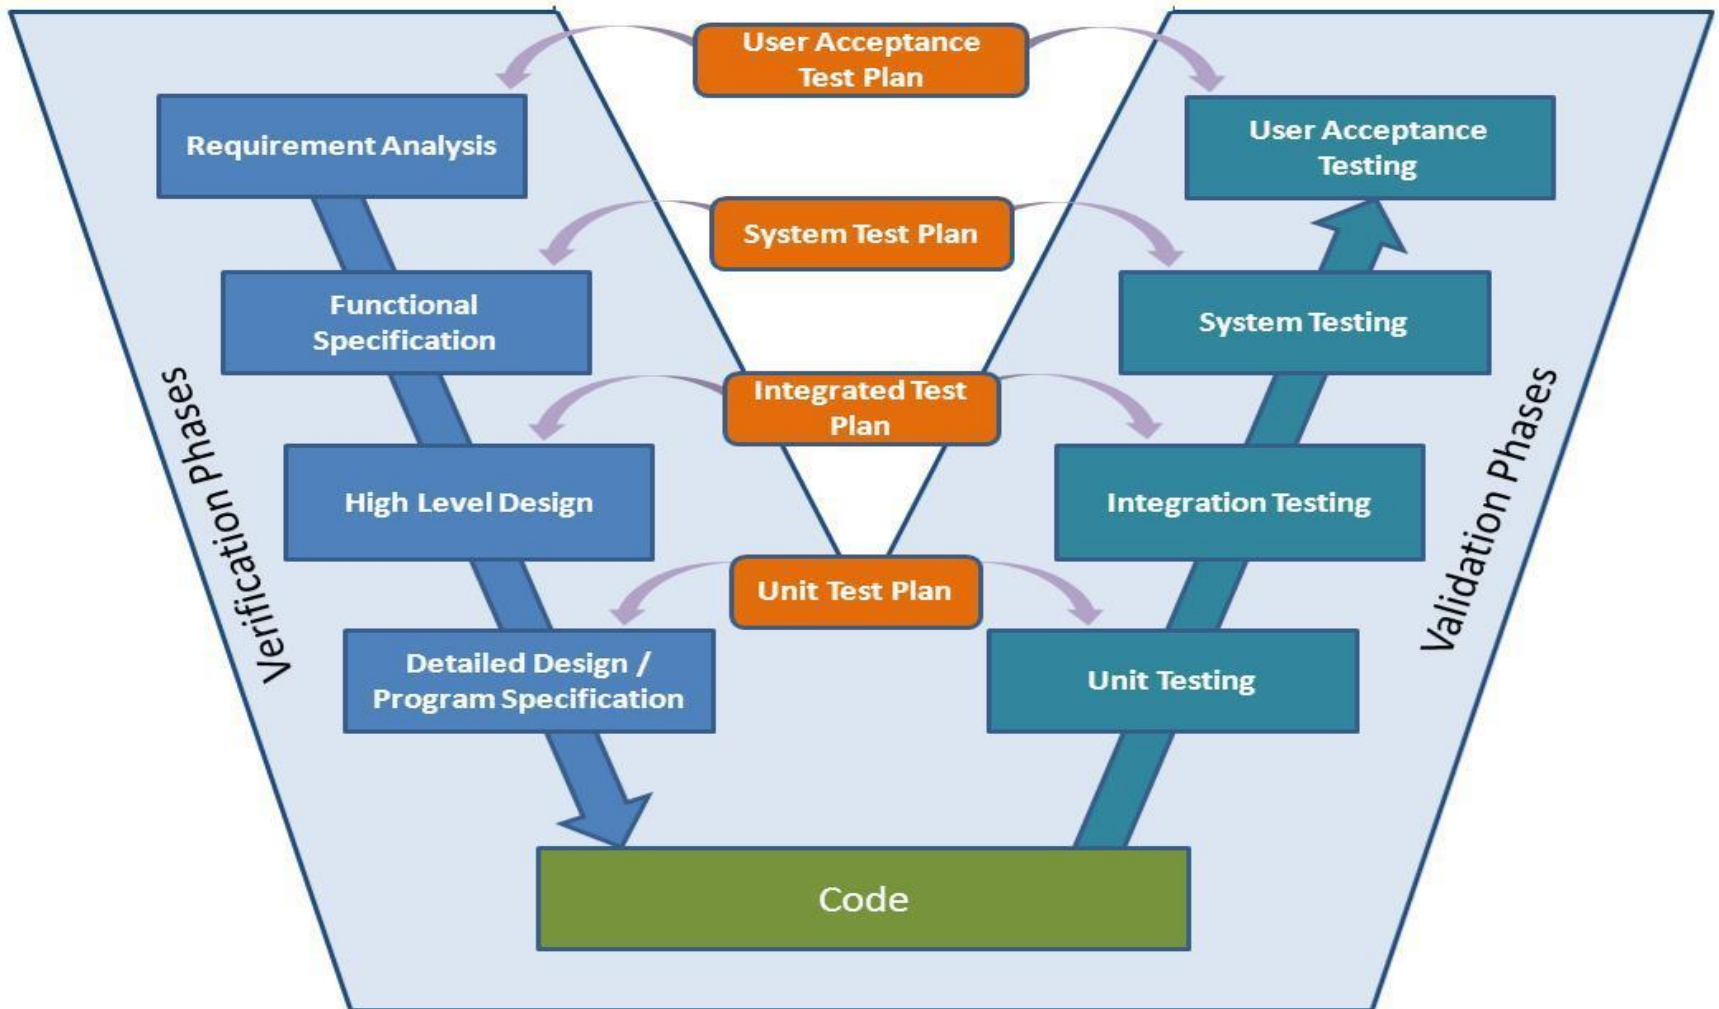 User Acceptance
Test Plan
Requirement Analysis
User Acceptance
Testing
System Test Plan
Functional
Specification
System Testing
Integrated Test
Plan
High Level Design
Integration Testing
Verification Phases
Validation Phases
Unit Test Plan
Detailed Design /
Program Specification
Unit Testing
Code